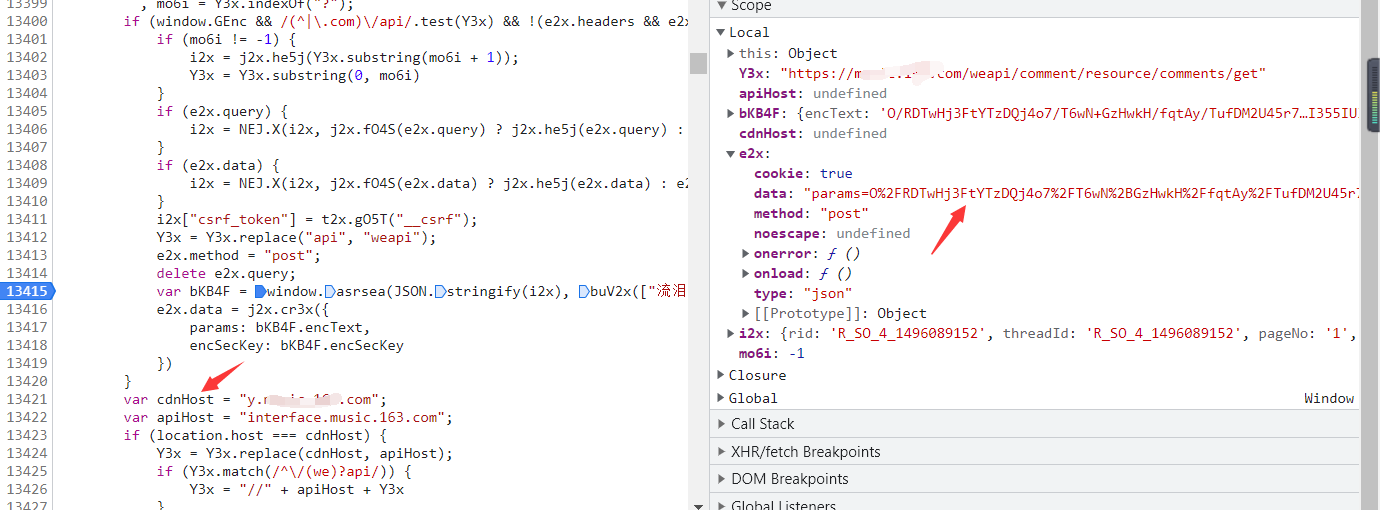 13399 , mo6i = Y3x.indexOf("?");
13400 if (window.GEnc && /(^|\.com)\/api/.test(Y3x) && !(e2x.headers && e2x
13401 if (mo6i != -1) {
13402 i2x = j2x.he5j(Y3x.substring(mo6i + 1));
13403 Y3x = Y3x.substring(0, mo6i)
13404 }
13405 if (e2x.query) {
13406 i2x = NEJ.X(i2x, j2x.fO4S(e2x.query) ? j2x.he5j(e2x.query) :
13407 }
13408 if (e2x.data) {
13409 i2x = NEJ.X(i2x, j2x.fO4S(e2x.data) ? j2x.he5j(e2x.data) : e2
13410 }
13411 i2x["csrf_token"] = t2x.gO5T("__csrf");
13412 Y3x = Y3x.replace("api", "weapi");
13413 e2x.method = "post";
13414 delete e2x.query;
13415 var bKB4F = window.asrsea(JSON.stringify(i2x), buV2x(["流泪
13416 e2x.data = j2x.cr3x({
13417 params: bKB4F.encText,
13418 encSecKey: bKB4F.encSecKey
13419 })
13420 }
13421 var cdnHost = "y. .com";
13422 var apiHost = "interface.music.163.com";
13423 if (location.host === cdnHost) {
13424 Y3x = Y3x.replace(cdnHost, apiHost);
13425 if (Y3x.match(/^\/(we)?api/)) {
13426 Y3x = "//" + apiHost + Y3x
13427 }
Scope
Local
this: Object
Y3x: "https:// .com/weapi/comment/resource/comments/get"
apiHost: undefined
bKB4F: {encText: 'O/RDTwHj3FtYTzDQj4o7/T6wN+GzHwkH/fqtAy/TufDM2U45r7…I355IU
cdnHost: undefined
e2x:
cookie: true
data: "params=O%2FRDTwHj3FtYTzDQj4o7%2FT6wN%2BGzHwkH%2FfqtAy%2FTufDM2U45r7
method: "post"
noescape: undefined
onerror: ƒ ()
onload: ƒ ()
type: "json"
[[Prototype]]: Object
i2x: {rid: 'R_SO_4_1496089152', threadId: 'R_SO_4_1496089152', pageNo: '1',
mo6i: -1
Closure
Global Window
Call Stack
XHR/fetch Breakpoints
DOM Breakpoints
Global Listeners